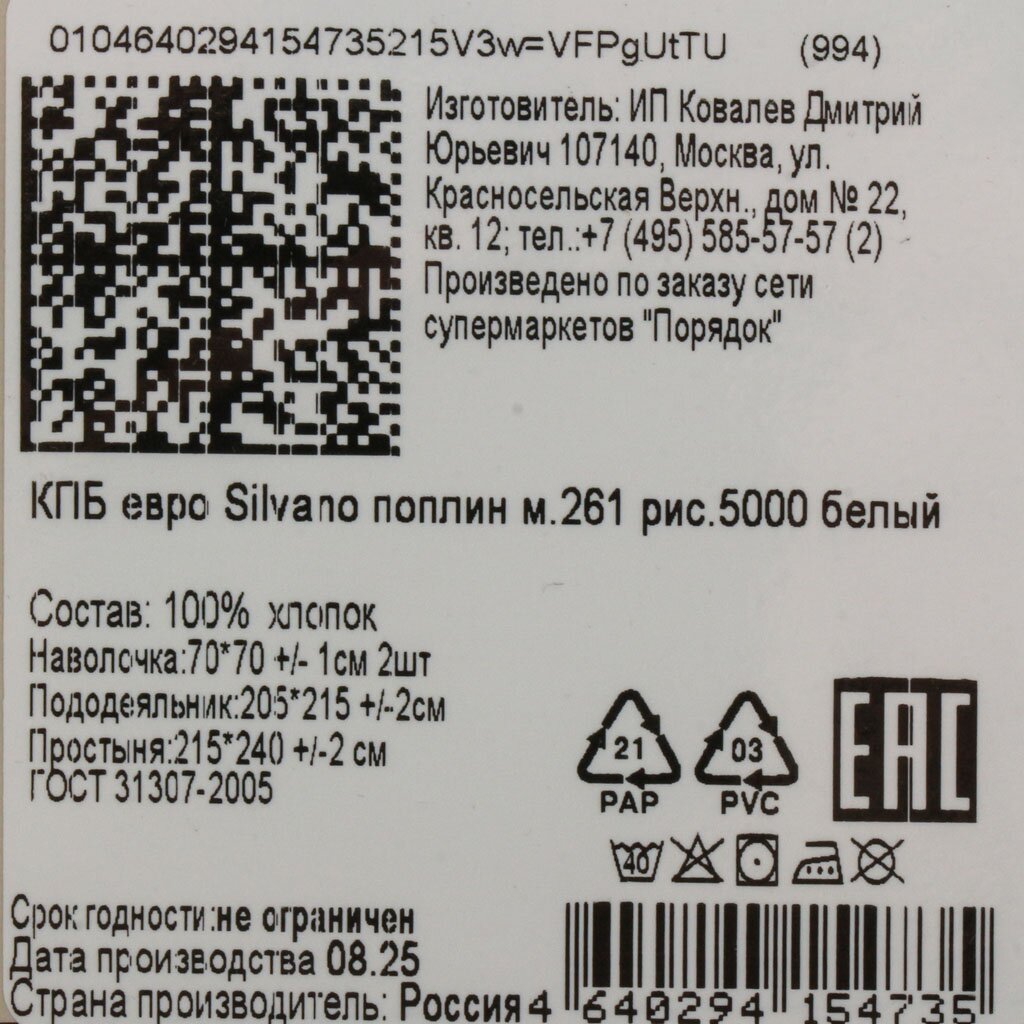 0104640294154735215V3w=VFPgUtTU (994)
Изготовитель: ИП Ковалев Дмитрий
Юрьевич 107140, Москва, ул.
Красносельская Верхн., дом № 22,
кв. 12; тел.:+7 (495) 585-57-57 (2)
Произведено по заказу сети
супермаркетов "Порядок"
КПБ евро Silvano поплин м.261 рис.5000 белый
Состав: 100% хлопок
Наволочка:70*70 +/- 1см 2шт
Пододеяльник:205*215 +/-2см
Простыня:215*240 +/-2 см
ГОСТ 31307-2005
21 03
PAP PVC
EAC
40
Срок годности:не ограничен
Дата производства 08.25
Страна производитель: Россия
4 640294 154735